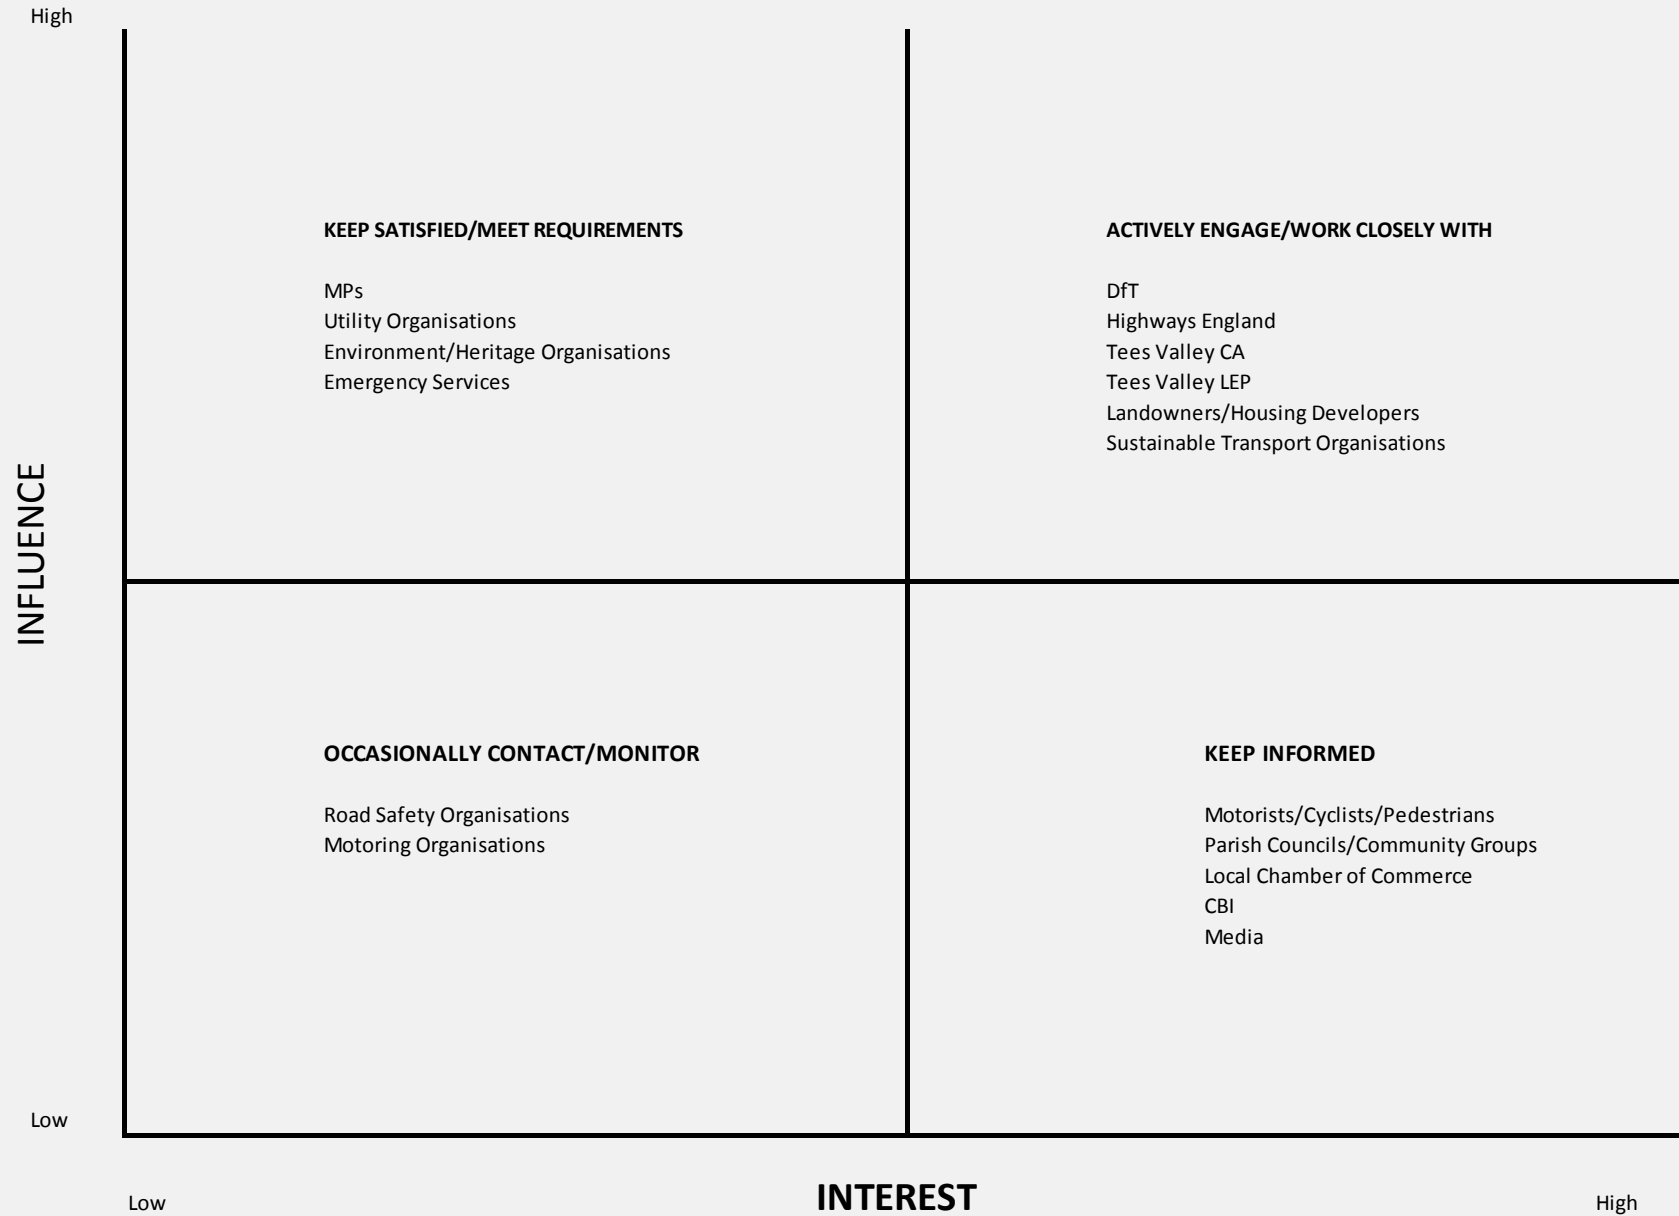 High
KEEP SATISFIED/MEET REQUIREMENTS
MPs
Utility Organisations
Environment/Heritage Organisations
Emergency Services
ACTIVELY ENGAGE/WORK CLOSELY WITH
DfT
Highways England
Tees Valley CA
Tees Valley LEP
Landowners/Housing Developers
Sustainable Transport Organisations
INFLUENCE
OCCASIONALLY CONTACT/MONITOR
Road Safety Organisations
Motoring Organisations
KEEP INFORMED
Motorists/Cyclists/Pedestrians
Parish Councils/Community Groups
Local Chamber of Commerce
CBI
Media
Low
Low
INTEREST
High